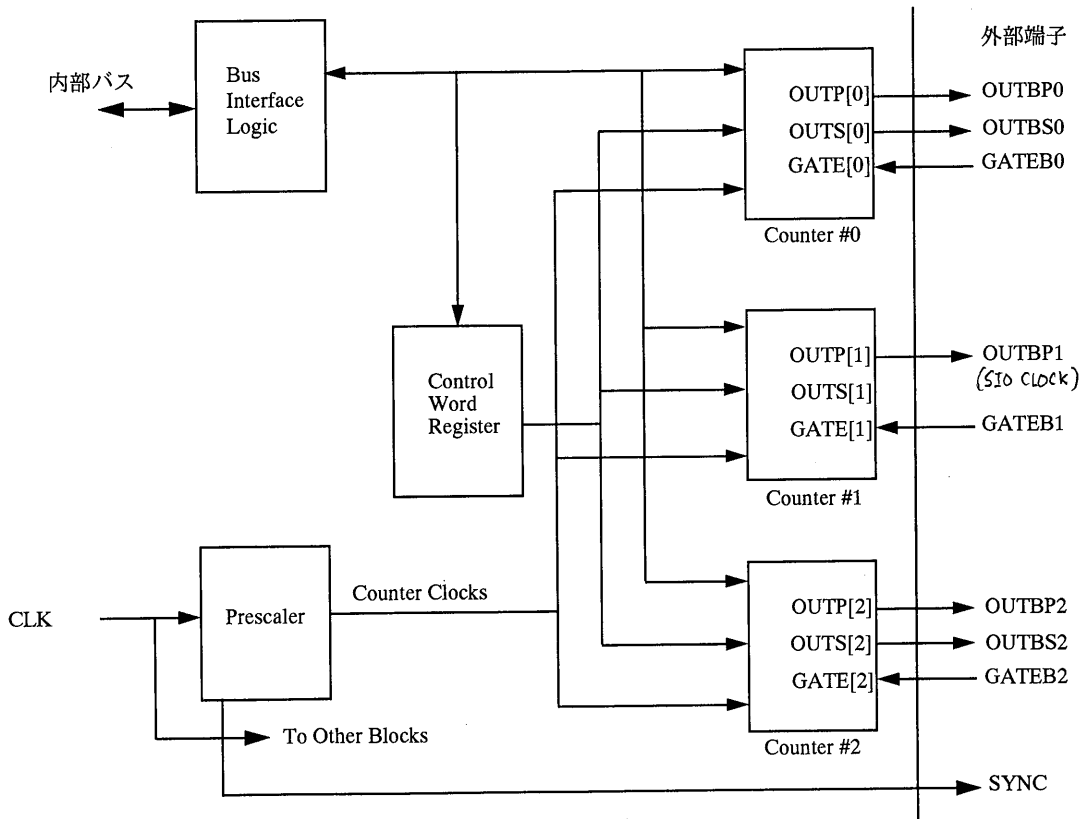 外部端子
内部バス
Bus
Interface
Logic
OUTP[0]
OUTBP0
OUTS[0]
OUTBS0
GATE[0]
GATEB0
Counter #0
Control
Word
Register
OUTP[1]
OUTBP1
(SIO CLOCK)
OUTS[1]
GATE[1]
GATEB1
Counter #1
CLK
Prescaler
Counter Clocks
OUTP[2]
OUTBP2
OUTS[2]
OUTBS2
GATE[2]
GATEB2
Counter #2
To Other Blocks
SYNC